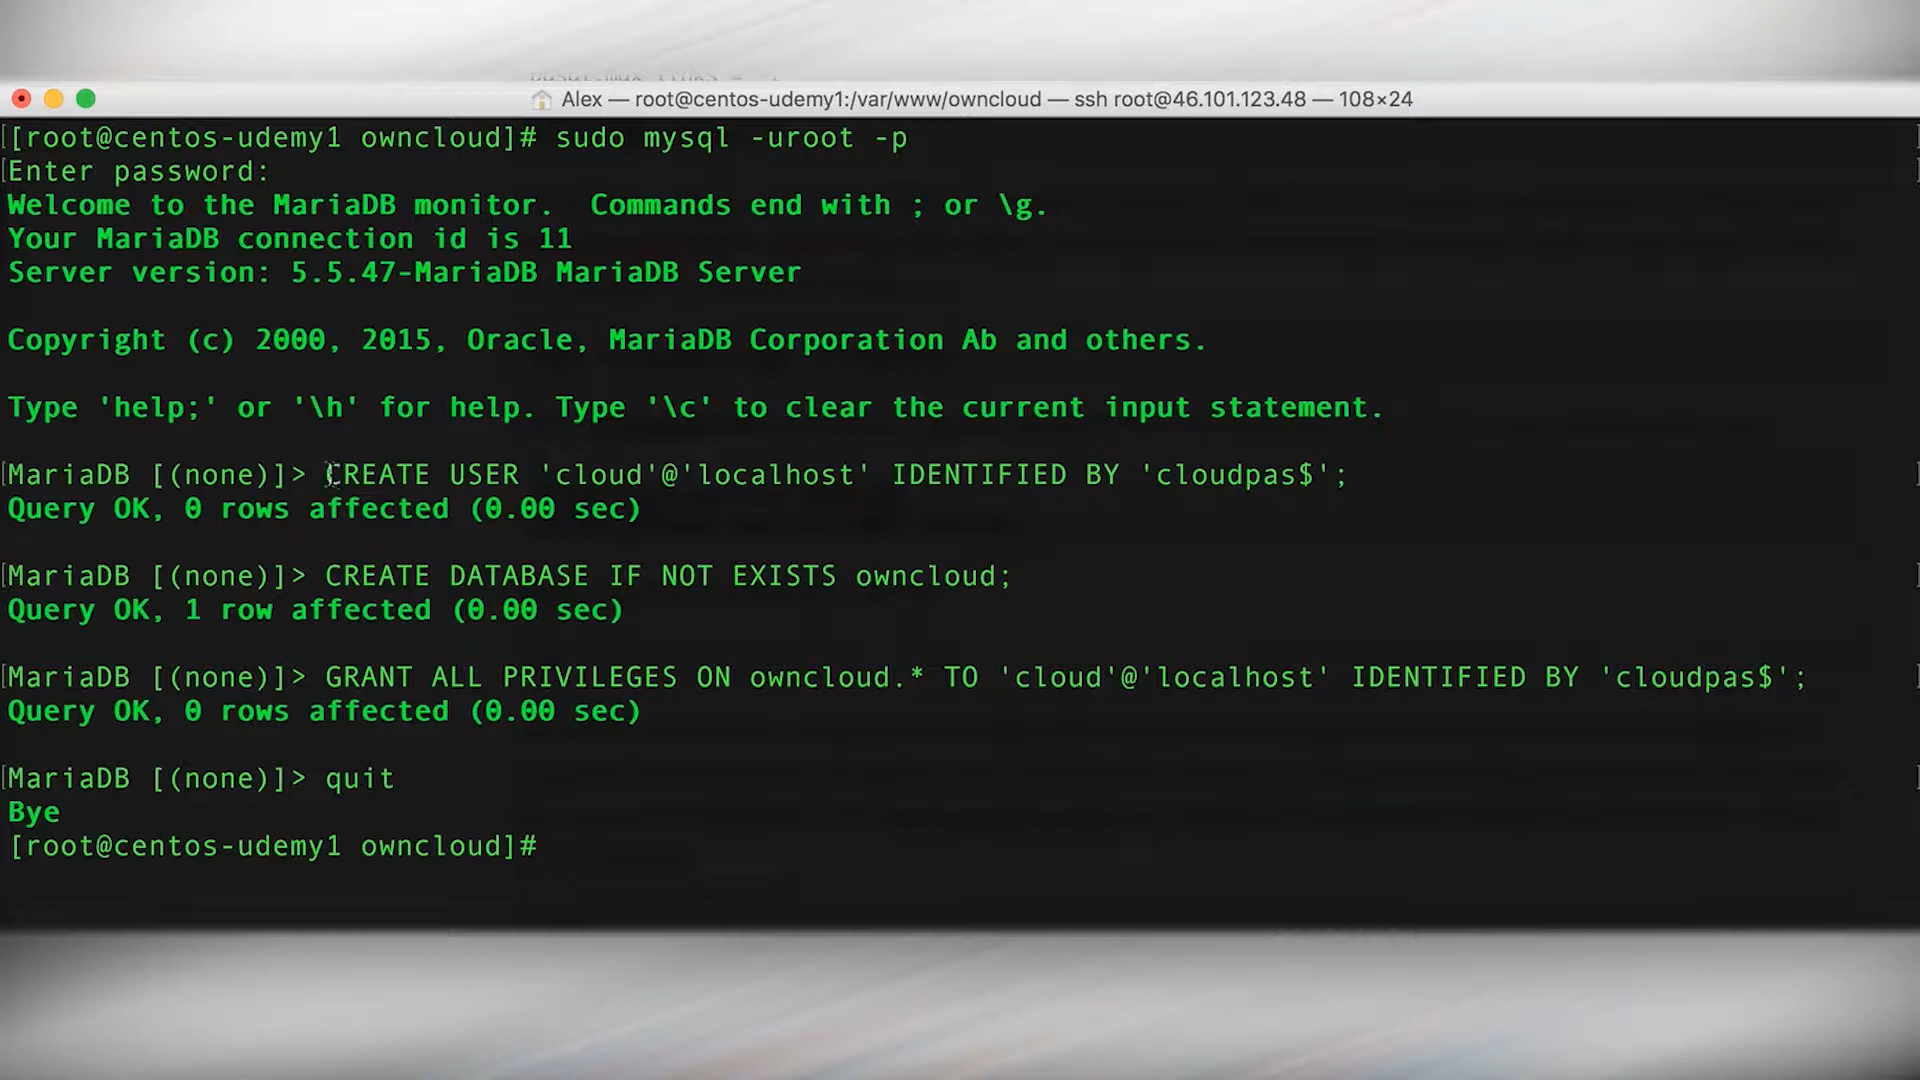 Alex — root@centos-udemy1:/var/www/owncloud — ssh root@46.101.123.48 — 108×24
[[root@centos-udemy1 owncloud]# sudo mysql -uroot -p
[Enter password:
Welcome to the MariaDB monitor.  Commands end with ; or \g.
Your MariaDB connection id is 11
Server version: 5.5.47-MariaDB MariaDB Server
Copyright (c) 2000, 2015, Oracle, MariaDB Corporation Ab and others.
Type 'help;' or '\h' for help. Type '\c' to clear the current input statement.
[MariaDB [(none)]> CREATE USER 'cloud'@'localhost' IDENTIFIED BY 'cloudpas$';
Query OK, 0 rows affected (0.00 sec)
[MariaDB [(none)]> CREATE DATABASE IF NOT EXISTS owncloud;
Query OK, 1 row affected (0.00 sec)
[MariaDB [(none)]> GRANT ALL PRIVILEGES ON owncloud.* TO 'cloud'@'localhost' IDENTIFIED BY 'cloudpas$';
Query OK, 0 rows affected (0.00 sec)
[MariaDB [(none)]> quit
Bye
[root@centos-udemy1 owncloud]#